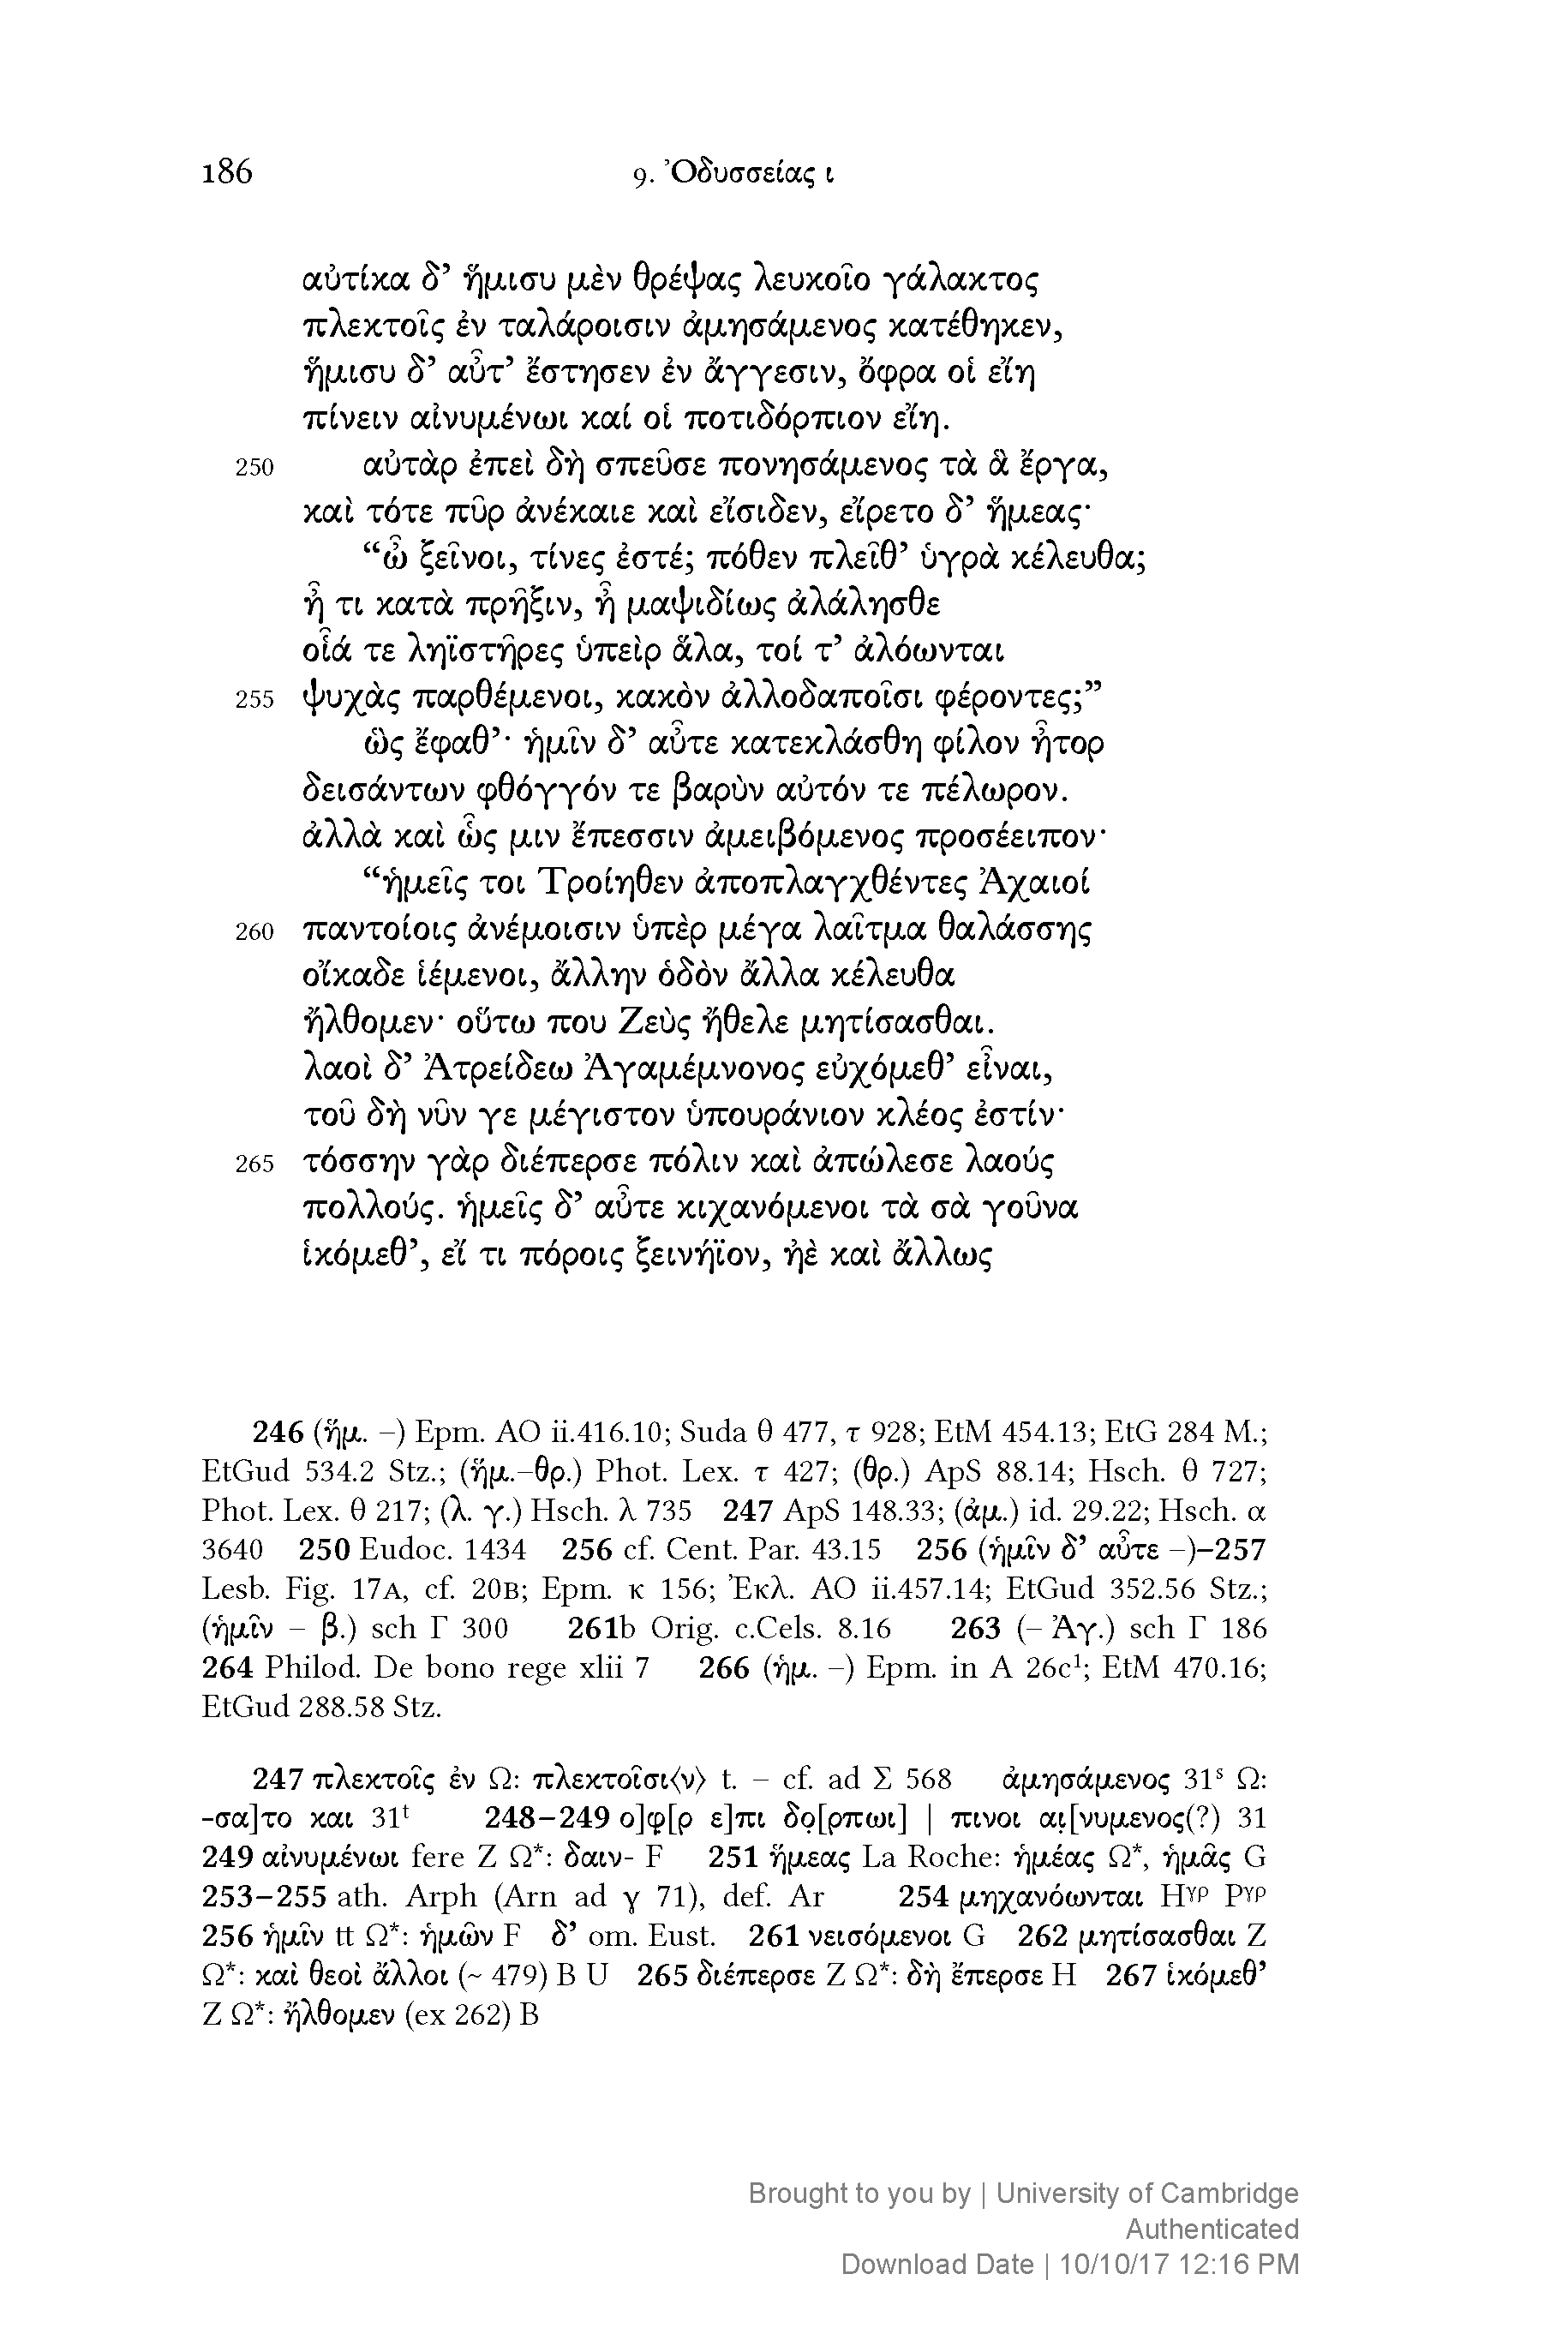 186 9. Ὀδυσσείας ι
αὐτίκα δ’ ἥμισυ μὲν θρέψας λευκοῖο γάλακτος
πλεκτοῖς ἐν ταλάροισιν ἀμησάμενος κατέθηκεν,
ἥμισυ δ’ αὖτ’ ἔστησεν ἐν ἄγγεσιν, ὄφρα οἱ εἴη
πίνειν αἰνυμένωι καί οἱ ποτιδόρπιον εἴη.
250 αὐτὰρ ἐπεὶ δὴ σπεῦσε πονησάμενος τὰ ἃ ἔργα,
καὶ τότε πῦρ ἀνέκαιε καὶ εἴσιδεν, εἴρετο δ’ ἥμεας·
“ὦ ξεῖνοι, τίνες ἐστέ; πόθεν πλεῖθ’ ὑγρὰ κέλευθα;
ἦ τι κατὰ πρῆξιν, ἦ μαψιδίως ἀλάλησθε
οἷά τε ληϊστῆρες ὑπεὶρ ἅλα, τοί τ’ ἀλόωνται
255 ψυχὰς παρθέμενοι, κακὸν ἀλλοδαποῖσι φέροντες;”
ὣς ἔφαθ’· ἡμῖν δ’ αὖτε κατεκλάσθη φίλον ἦτορ
δεισάντων φθόγγόν τε βαρὺν αὐτόν τε πέλωρον.
ἀλλὰ καὶ ὧς μιν ἔπεσσιν ἀμειβόμενος προσέειπον·
“ἡμεῖς τοι Τροίηθεν ἀποπλαγχθέντες Ἀχαιοί
260 παντοίοις ἀνέμοισιν ὑπὲρ μέγα λαῖτμα θαλάσσης
οἴκαδε ἱέμενοι, ἄλλην ὁδὸν ἄλλα κέλευθα
ἤλθομεν· οὕτω που Ζεὺς ἤθελε μητίσασθαι.
λαοὶ δ’ Ἀτρείδεω Ἀγαμέμνονος εὐχόμεθ’ εἶναι,
τοῦ δὴ νῦν γε μέγιστον ὑπουράνιον κλέος ἐστίν·
265 τόσσην γὰρ διέπερσε πόλιν καὶ ἀπώλεσε λαούς
πολλούς. ἡμεῖς δ’ αὖτε κιχανόμενοι τὰ σὰ γοῦνα
ἱκόμεθ’, εἴ τι πόροις ξεινήϊον, ἠὲ καὶ ἄλλως
246 (ἥμ. –) Epm. AO ii.416.10; Suda θ 477, τ 928; EtM 454.13; EtG 284 M.;
EtGud 534.2 Stz.; (ἥμ.–θρ.) Phot. Lex. τ 427; (θρ.) ApS 88.14; Hsch. θ 727;
Phot. Lex. θ 217; (λ. γ.) Hsch. λ 735 247 ApS 148.33; (ἀμ.) id. 29.22; Hsch. α
3640 250 Eudoc. 1434 256 cf. Cent. Par. 43.15 256 (ἡμῖν δ’ αὖτε –)–257
Lesb. Fig. 17A, cf. 20B; Epm. κ 156; Ἐκλ. AO ii.457.14; EtGud 352.56 Stz.;
(ἡμῖν – β.) sch Γ 300 261b Orig. c.Cels. 8.16 263 (– Ἀγ.) sch Γ 186
264 Philod. De bono rege xlii 7 266 (ἡμ. –) Epm. in A 26c¹; EtM 470.16;
EtGud 288.58 Stz.
247 πλεκτοῖς ἐν Ω: πλεκτοῖσι⟨ν⟩ t. – cf. ad Σ 568 ἀμησάμενος 31ˢ Ω:
-σα]το και 31ᵗ 248–249 ο]φ̣[ρ ε]πι δο̣[ρπωι] | πινοι αι̣[νυμενος(?) 31
249 αἰνυμένωι fere Z Ω*: δαιν- F 251 ἥμεας La Roche: ἡμέας Ω*, ἡμᾶς G
253–255 ath. Arph (Arn ad γ 71), def. Ar 254 μηχανόωνται Hᵞᵖ Pᵞᵖ
256 ἡμῖν tt Ω*: ἡμῶν F δ’ om. Eust. 261 νεισόμενοι G 262 μητίσασθαι Z
Ω*: καὶ θεοὶ ἄλλοι (~ 479) B U 265 διέπερσε Z Ω*: δὴ ἔπερσε H 267 ἱκόμεθ’
Z Ω*: ἤλθομεν (ex 262) B
Brought to you by | University of Cambridge
Authenticated
Download Date | 10/10/17 12:16 PM